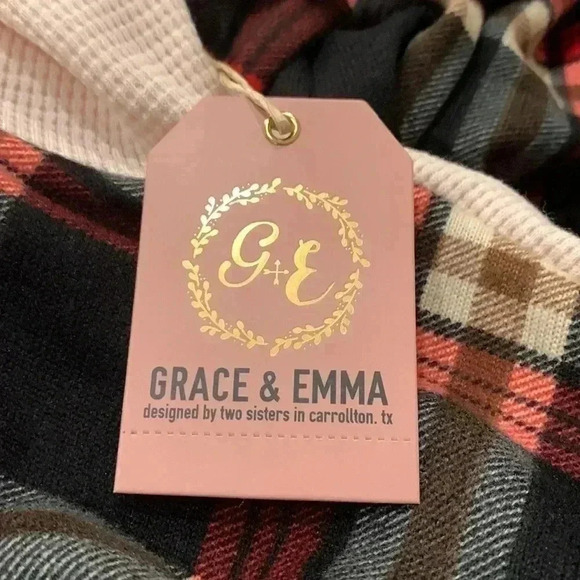 G+E
GRACE & EMMA
designed by two sisters in carrollton. tx